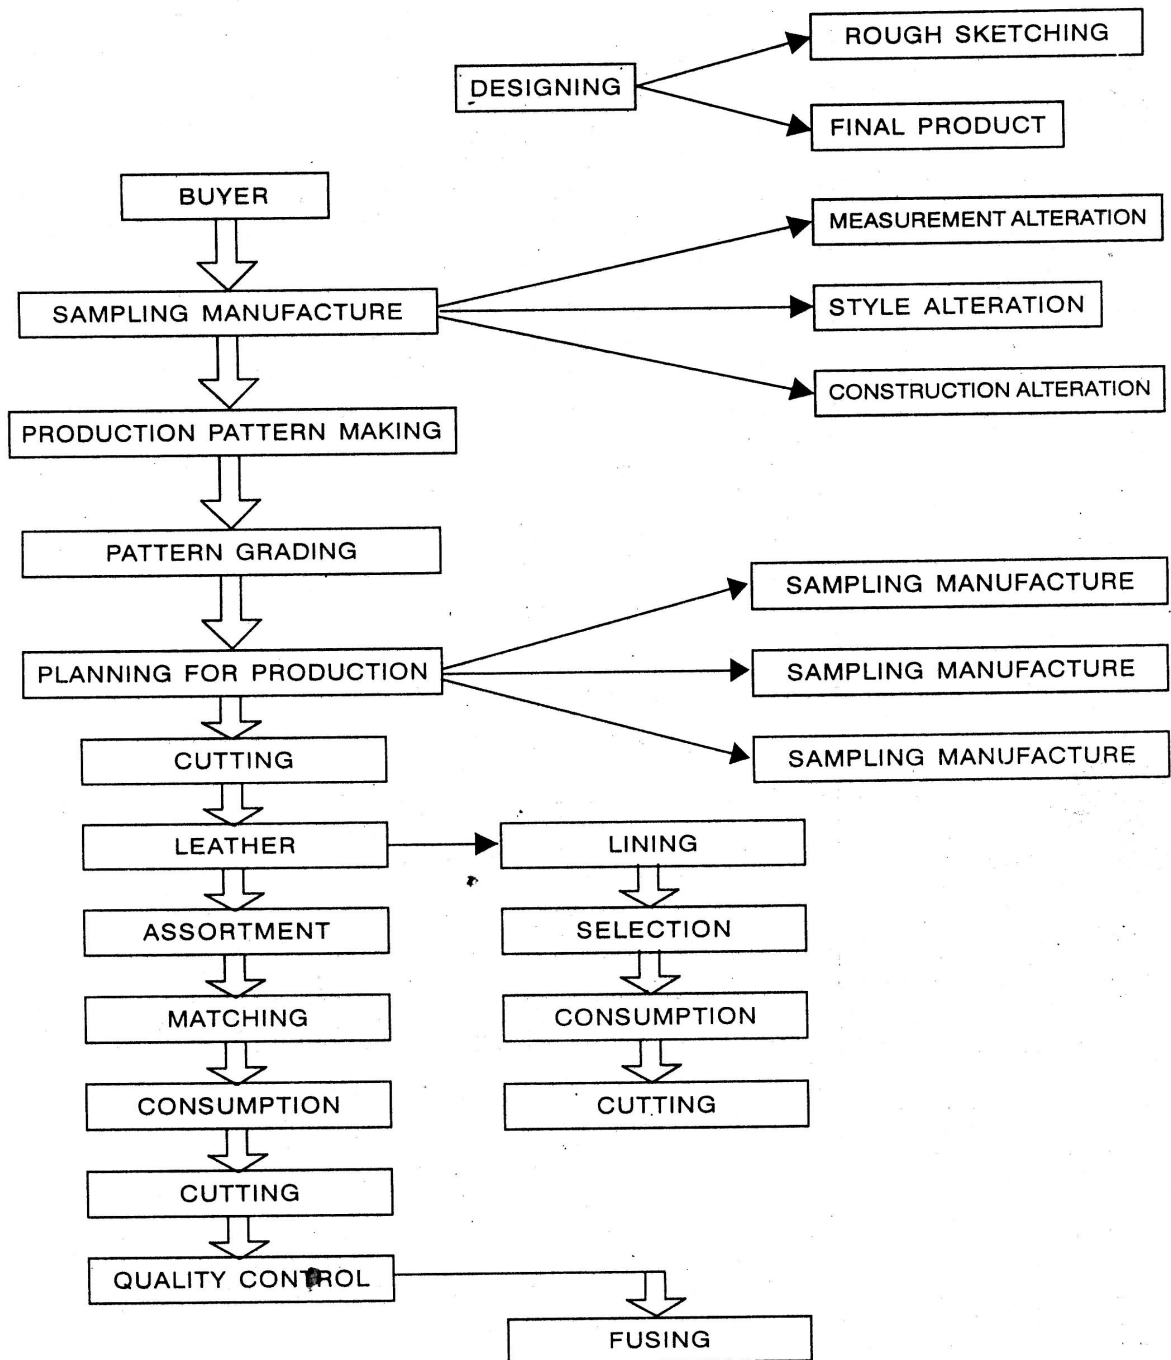 ROUGH SKETCHING
DESIGNING
FINAL PRODUCT
BUYER
MEASUREMENT ALTERATION
SAMPLING MANUFACTURE
STYLE ALTERATION
CONSTRUCTION ALTERATION
PRODUCTION PATTERN MAKING
PATTERN GRADING
SAMPLING MANUFACTURE
PLANNING FOR PRODUCTION
SAMPLING MANUFACTURE
SAMPLING MANUFACTURE
CUTTING
LEATHER
LINING
ASSORTMENT
SELECTION
MATCHING
CONSUMPTION
CONSUMPTION
CUTTING
CUTTING
QUALITY CONTROL
FUSING